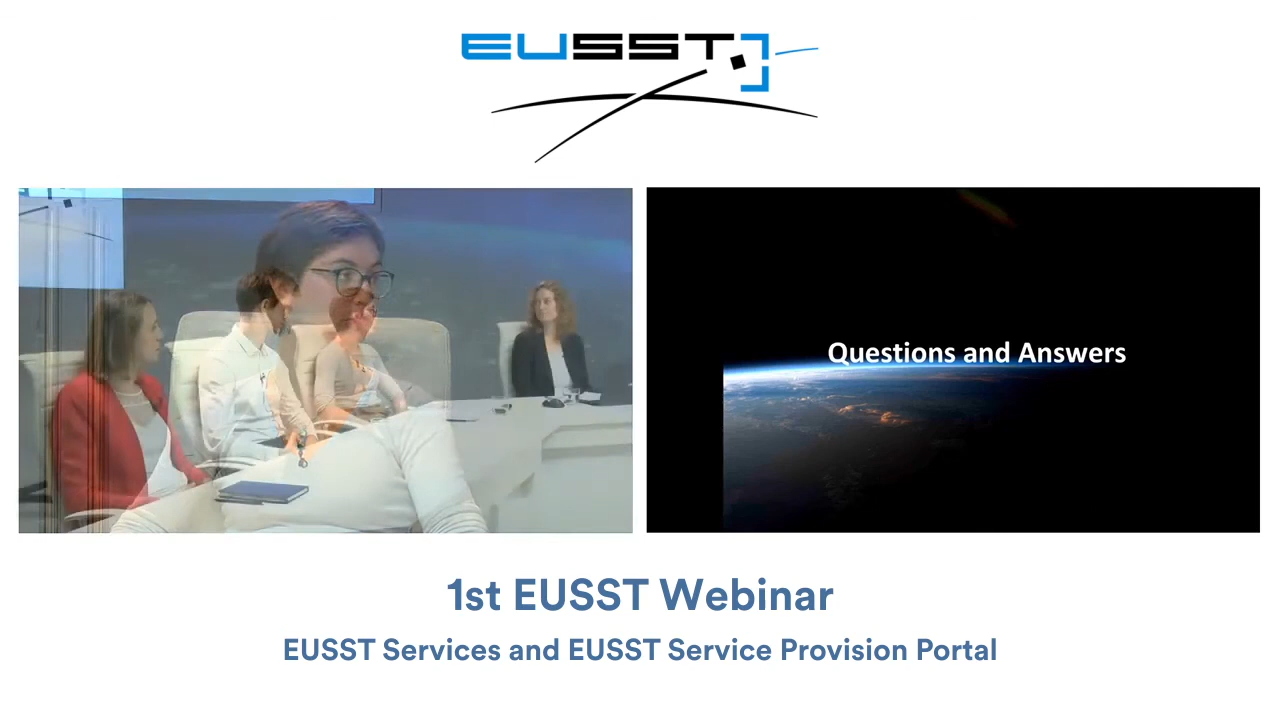 EUSST
Questions and Answers
1st EUSST Webinar
EUSST Services and EUSST Service Provision Portal